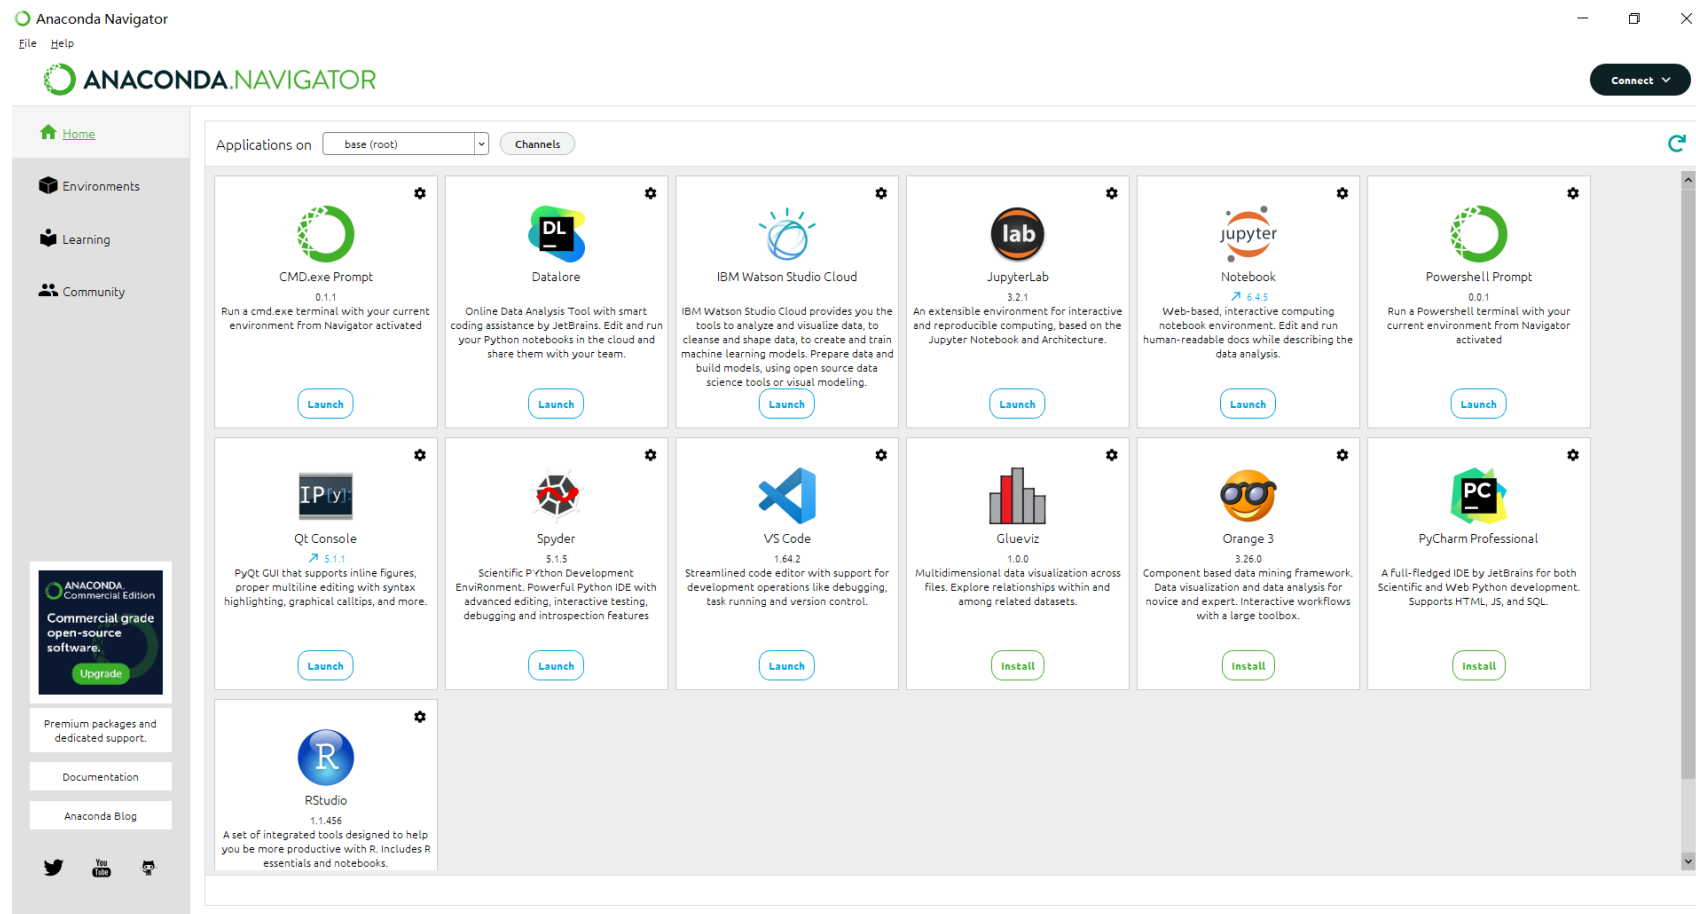 Anaconda Navigator
File Help
ANACONDA.NAVIGATOR
Connect
Home
Environments
Learning
Community
ANACONDA.
Commercial Edition
Commercial grade
open-source
software.
Upgrade
Premium packages and
dedicated support.
Documentation
Anaconda Blog
You
Tube
Applications on base (root) Channels
CMD.exe Prompt
0.1.1
Run a cmd.exe terminal with your current
environment from Navigator activated
Launch
DL
Datalore
Online Data Analysis Tool with smart
coding assistance by JetBrains. Edit and run
your Python notebooks in the cloud and
share them with your team.
Launch
IBM Watson Studio Cloud
IBM Watson Studio Cloud provides you the
tools to analyze and visualize data, to
cleanse and shape data, to create and train
machine learning models. Prepare data and
build models, using open source data
science tools or visual modeling.
Launch
lab
JupyterLab
3.2.1
An extensible environment for interactive
and reproducible computing, based on the
Jupyter Notebook and Architecture.
Launch
jupyter
Notebook
6.4.5
Web-based, interactive computing
notebook environment. Edit and run
human-readable docs while describing the
data analysis.
Launch
Powershell Prompt
0.0.1
Run a Powershell terminal with your
current environment from Navigator
activated
Launch
IP[y]:
Qt Console
5.1.1
PyQt GUI that supports inline figures,
proper multiline editing with syntax
highlighting, graphical calltips, and more.
Launch
Spyder
5.1.5
Scientific PYthon Development
EnviRonment. Powerful Python IDE with
advanced editing, interactive testing,
debugging and introspection features
Launch
VS Code
1.64.2
Streamlined code editor with support for
development operations like debugging,
task running and version control.
Launch
Glueviz
1.0.0
Multidimensional data visualization across
files. Explore relationships within and
among related datasets.
Install
Orange 3
3.26.0
Component based data mining framework.
Data visualization and data analysis for
novice and expert. Interactive workflows
with a large toolbox.
Install
PC
PyCharm Professional
A full-fledged IDE by JetBrains for both
Scientific and Web Python development.
Supports HTML, JS, and SQL.
Install
R
RStudio
1.1.456
A set of integrated tools designed to help
you be more productive with R. Includes R
essentials and notebooks.